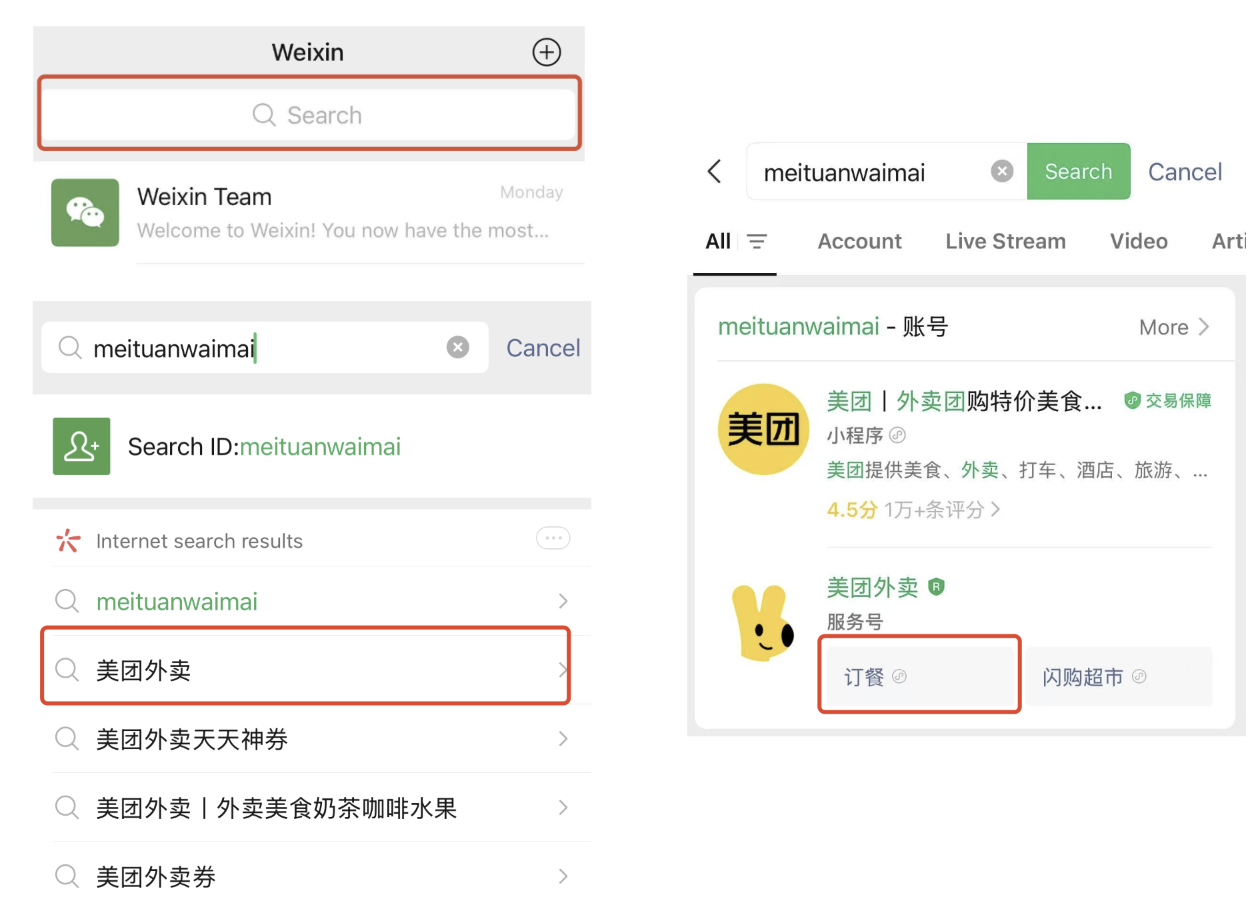 Weixin
Search
Weixin Team
Monday
Welcome to Weixin! You now have the most...
meituanwaimai
Cancel
Search ID:meituanwaimai
Internet search results
meituanwaimai
美团外卖
美团外卖天天神券
美团外卖丨外卖美食奶茶咖啡水果
美团外卖券
meituanwaimai
Search
Cancel
All
Account
Live Stream
Video
Arti
meituanwaimai - 账号
More
美团
美团丨外卖团购特价美食...
交易保障
小程序
美团提供美食、外卖、打车、酒店、旅游、...
4.5分 1万+条评分
美团外卖
R
服务号
订餐
闪购超市